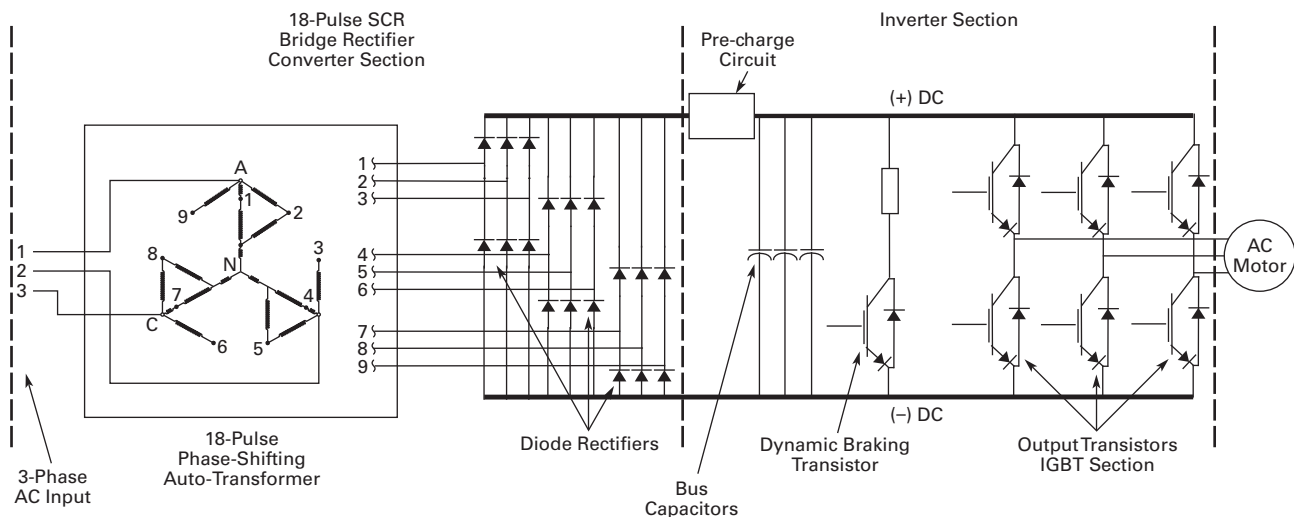 18-Pulse SCR
Bridge Rectifier
Converter Section
Inverter Section
Pre-charge
Circuit
(+) DC
A
1
9
2
8
3
N
7
4
C
6
5
1
2
3
1
2
3
4
5
6
7
8
9
AC
Motor
(–) DC
3-Phase
AC Input
18-Pulse
Phase-Shifting
Auto-Transformer
Diode Rectifiers
Bus
Capacitors
Dynamic Braking
Transistor
Output Transistors
IGBT Section